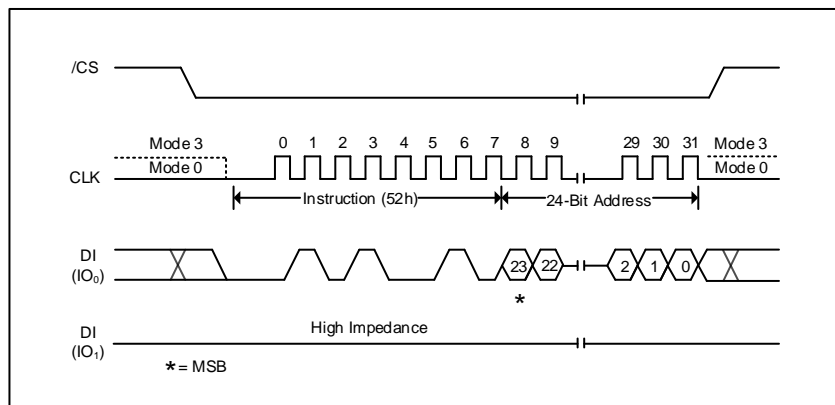 /CS
Mode 3
0 1 2 3 4 5 6 7 8 9 29 30 31
Mode 3
Mode 0
Mode 0
CLK
Instruction (52h)
24-Bit Address
DI
(IO₀)
23 22 2 1 0
*
High Impedance
DI
(IO₁)
* = MSB